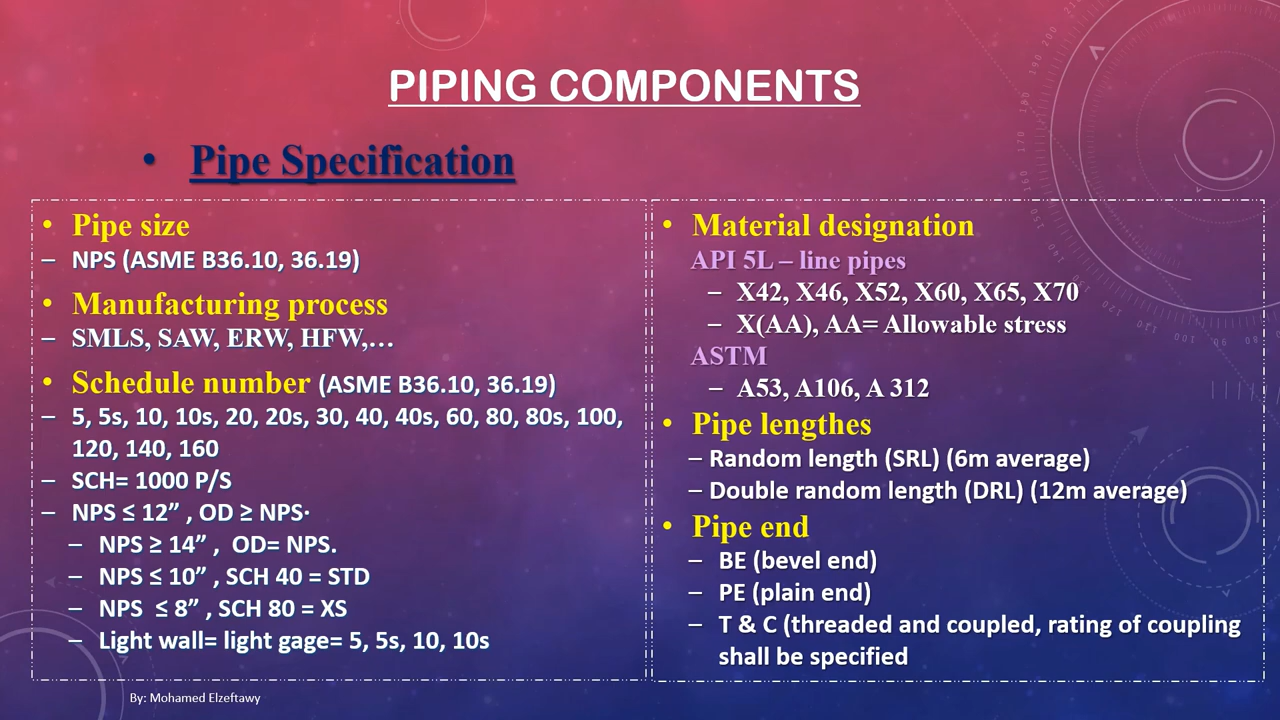 PIPING COMPONENTS
• Pipe Specification
• Pipe size
– NPS (ASME B36.10, 36.19)
• Manufacturing process
– SMLS, SAW, ERW, HFW,…
• Schedule number (ASME B36.10, 36.19)
– 5, 5s, 10, 10s, 20, 20s, 30, 40, 40s, 60, 80, 80s, 100,
120, 140, 160
– SCH= 1000 P/S
– NPS ≤ 12” , OD ≥ NPS·
– NPS ≥ 14” , OD= NPS.
– NPS ≤ 10” , SCH 40 = STD
– NPS ≤ 8” , SCH 80 = XS
– Light wall= light gage= 5, 5s, 10, 10s
• Material designation
API 5L – line pipes
– X42, X46, X52, X60, X65, X70
– X(AA), AA= Allowable stress
ASTM
– A53, A106, A 312
• Pipe lengthes
– Random length (SRL) (6m average)
– Double random length (DRL) (12m average)
• Pipe end
– BE (bevel end)
– PE (plain end)
– T & C (threaded and coupled, rating of coupling
shall be specified
By: Mohamed Elzeftawy